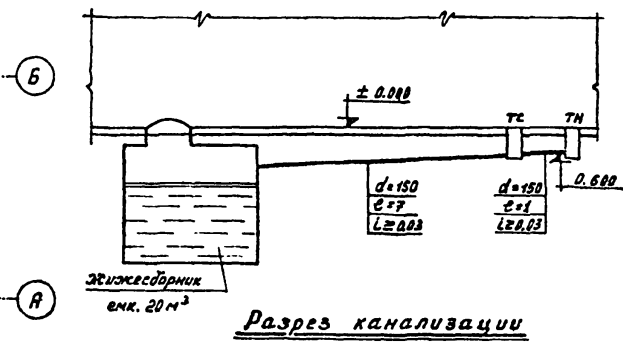 Б
± 0.000
тс
тн
d=150
ℓ=7
i≥0,03
d=150
ℓ=1
i≥0,03
0.600
Жижесборник
емк. 20 м³
А
Разрез канализации